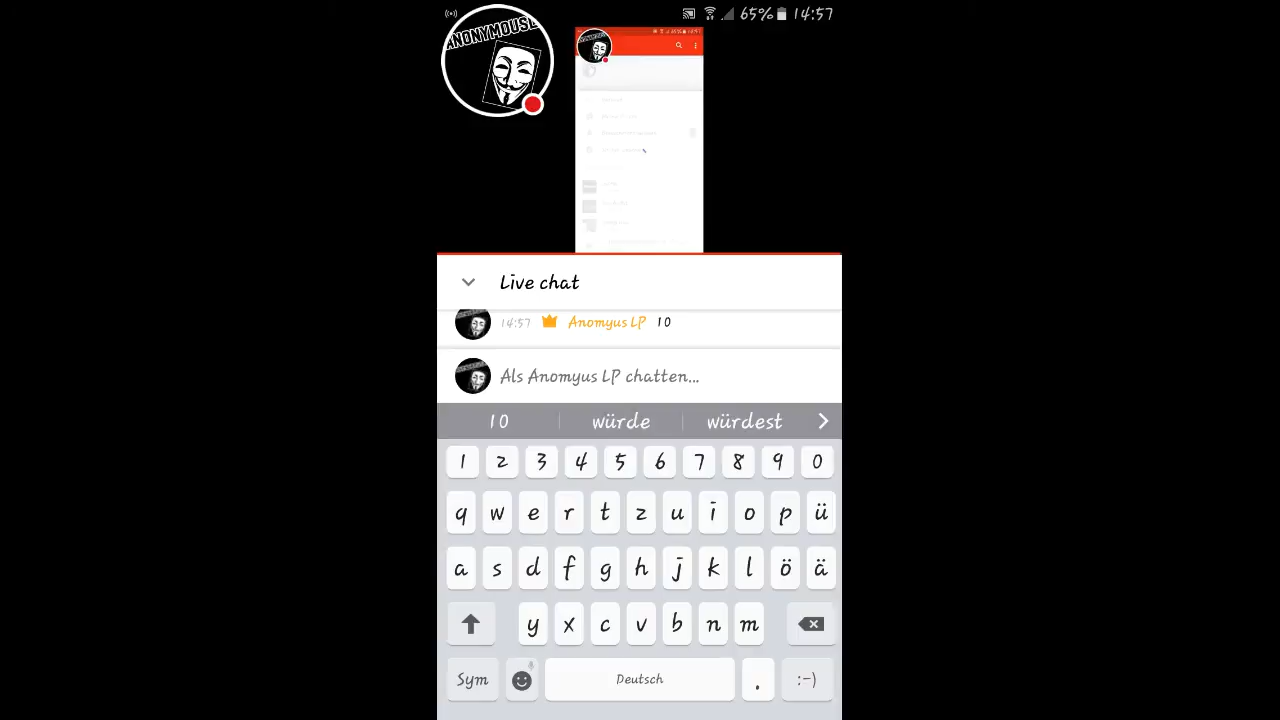 65% 14:57
ANONYMOUS
Live chat
14:57 Anomyus LP 10
Als Anomyus LP chatten...
10 würde würdest
1 2 3 4 5 6 7 8 9 0
q w e r t z u i o p ü
a s d f g h j k l ö ä
y x c v b n m
Sym Deutsch . :-)